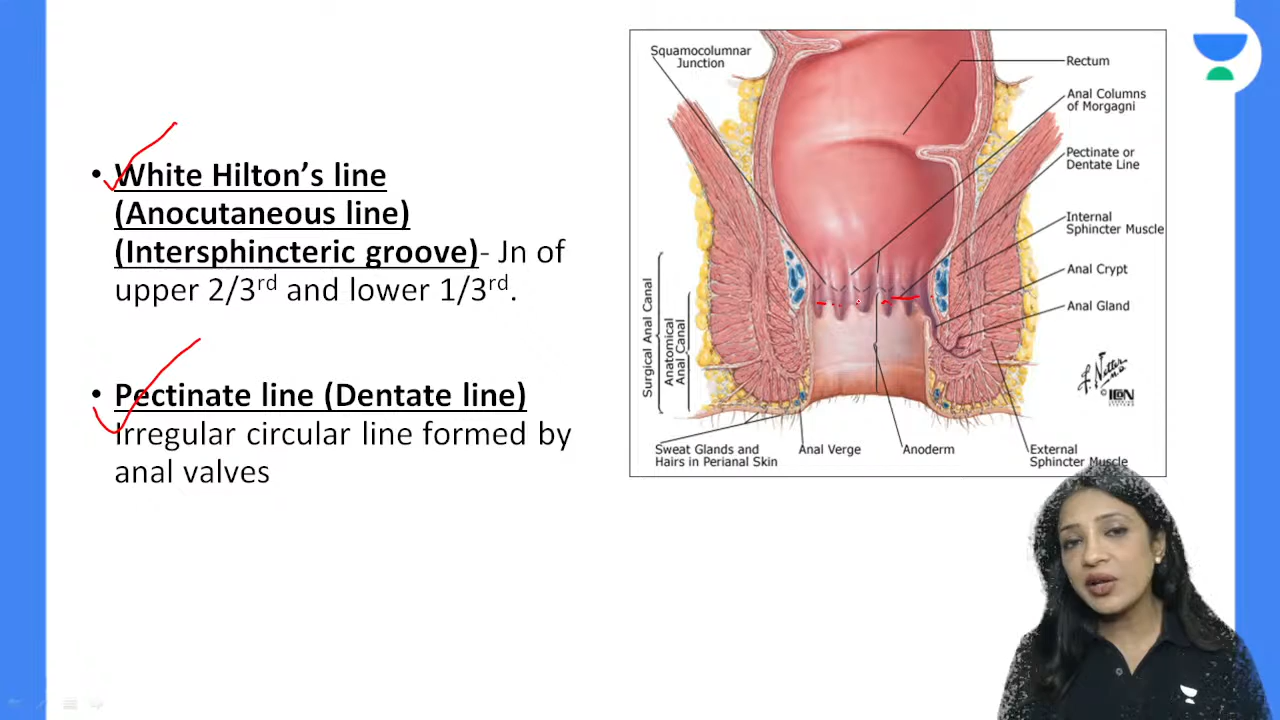 • White Hilton's line
(Anocutaneous line)
(Intersphincteric groove)- Jn of
upper 2/3rd and lower 1/3rd.
• Pectinate line (Dentate line)
Irregular circular line formed by
anal valves
Squamocolumnar
Junction
Rectum
Anal Columns
of Morgagni
Pectinate or
Dentate Line
Internal
Sphincter Muscle
Anal Crypt
Anal Gland
Surgical Anal Canal
Anatomical
Anal Canal
Sweat Glands and
Hairs in Perianal Skin
Anal Verge
Anoderm
External
Sphincter Muscle